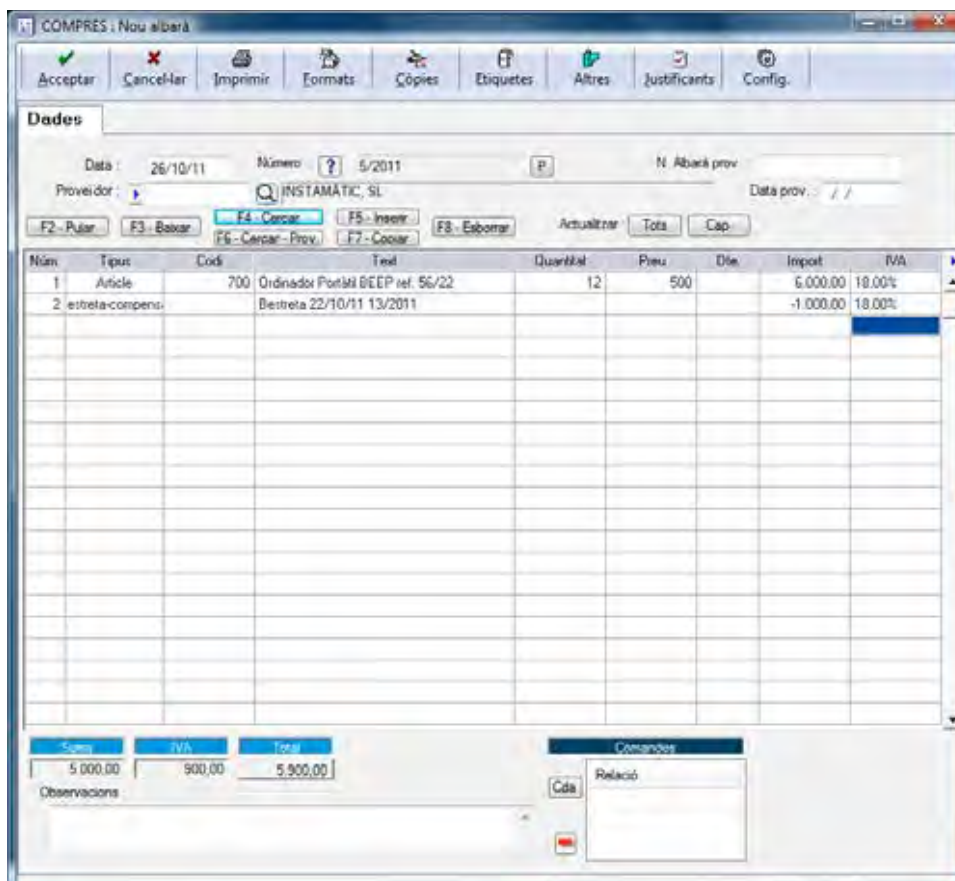 COMPRES : Nou albarà
Acceptar Cancel·lar Imprimir Formats Còpies Etiquetes Altres Justificants Config.
Dades
Data : 26/10/11 Número ? 5/2011 P N. Albarà prov
Proveïdor : INSTAMÀTIC, SL Data prov. : / /
F2 - Pujar F3 - Baixar F4 - Cercar F5 - Inserir F8 - Esborrar Actualitzar Tots Cap
F6 - Cercar - Prov. F7 - Copiar
Núm Tipus Codi Text Quantitat Preu Dte. Import IVA
1 Article 700 Ordinador Portàtil BEEP ref. 56/22 12 500 6.000,00 18.00%
2 estreta-compensa Bestreta 22/10/11 13/2011 -1.000,00 18.00%
Suma IVA Total Comandes
5.000,00 900,00 5.900,00 Relació
Cda
Observacions